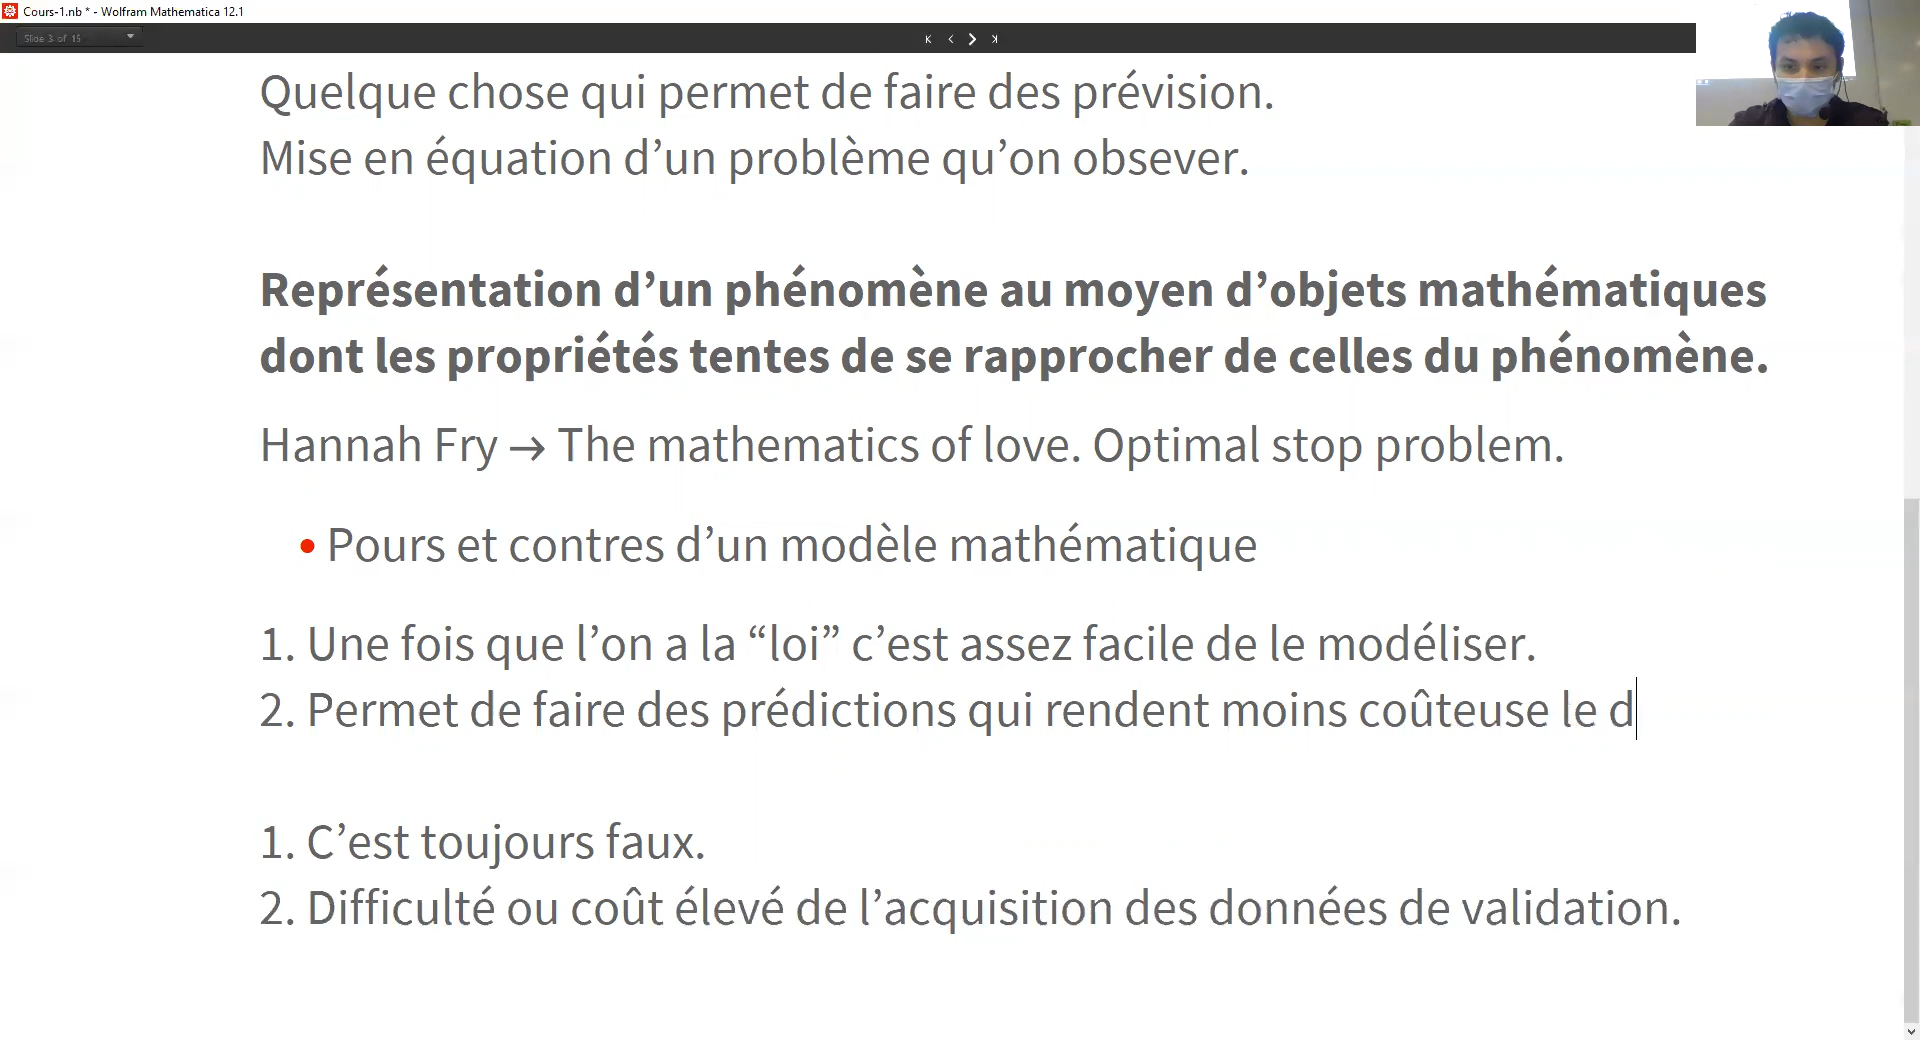 Cours-1.nb * - Wolfram Mathematica 12.1
Slide 3 of 15
Quelque chose qui permet de faire des prévision.
Mise en équation d’un problème qu’on obsever.
Représentation d’un phénomène au moyen d’objets mathématiques
dont les propriétés tentes de se rapprocher de celles du phénomène.
Hannah Fry → The mathematics of love. Optimal stop problem.
• Pours et contres d’un modèle mathématique
1. Une fois que l’on a la “loi” c’est assez facile de le modéliser.
2. Permet de faire des prédictions qui rendent moins coûteuse le d
1. C’est toujours faux.
2. Difficulté ou coût élevé de l’acquisition des données de validation.